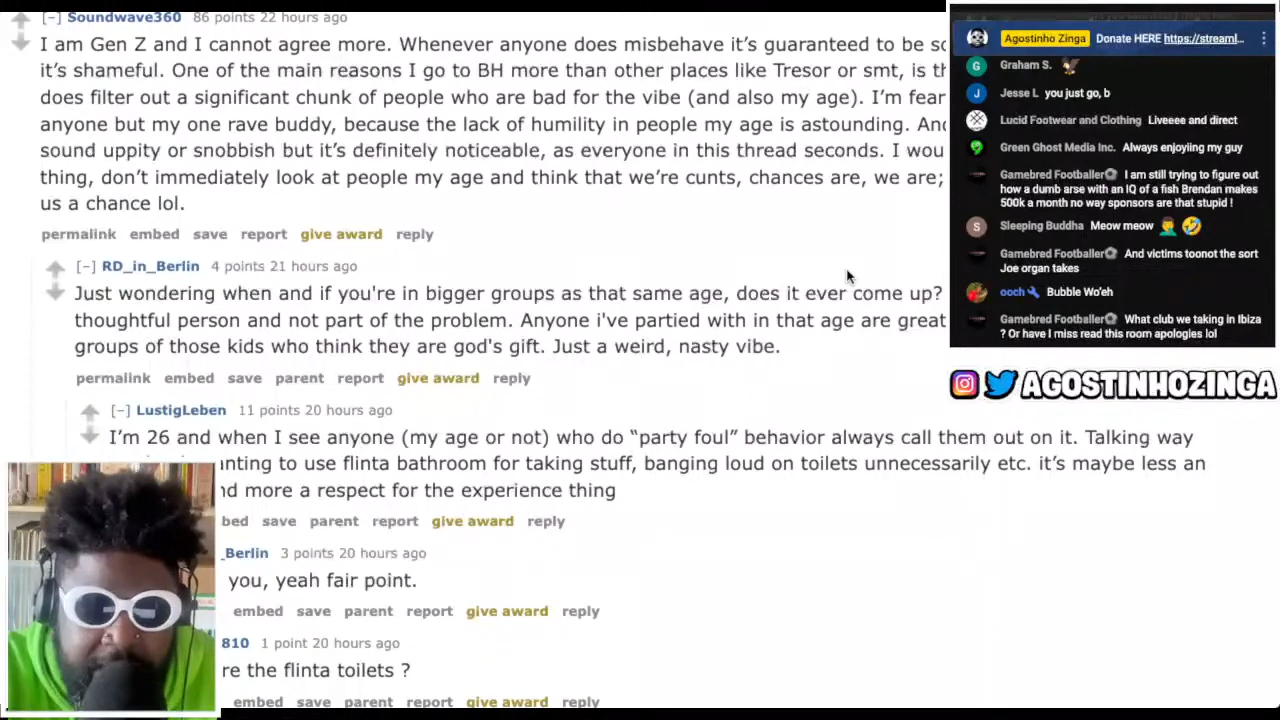 [-] Soundwave360 86 points 22 hours ago
I am Gen Z and I cannot agree more. Whenever anyone does misbehave it’s guaranteed to be
it’s shameful. One of the main reasons I go to BH more than other places like Tresor or smt, is
does filter out a significant chunk of people who are bad for the vibe (and also my age). I’m
anyone but my one rave buddy, because the lack of humility in people my age is astounding.
sound uppity or snobbish but it’s definitely noticeable, as everyone in this thread seconds. I
thing, don’t immediately look at people my age and think that we’re cunts, chances are, we are;
us a chance lol.
permalink embed save report give award reply
[-] RD_in_Berlin 4 points 21 hours ago
Just wondering when and if you're in bigger groups as that same age, does it ever come up?
thoughtful person and not part of the problem. Anyone i've partied with in that age are great
groups of those kids who think they are god's gift. Just a weird, nasty vibe.
permalink embed save parent report give award reply
[-] LustigLeben 11 points 20 hours ago
I’m 26 and when I see anyone (my age or not) who do “party foul” behavior always call them out on it. Talking way
to use flinta bathroom for taking stuff, banging loud on toilets unnecessarily etc. it’s maybe less an
more a respect for the experience thing
save parent report give award reply
_Berlin 3 points 20 hours ago
you, yeah fair point.
embed save parent report give award reply
810 1 point 20 hours ago
the flinta toilets ?
embed save parent report give award reply
Agostinho Zinga Donate HERE https://streaml...
Graham S.
Jesse L you just go, b
Lucid Footwear and Clothing Liveeee and direct
Green Ghost Media Inc. Always enjoyiing my guy
Gamebred Footballer I am still trying to figure out
how a dumb arse with an IQ of a fish Brendan makes
500k a month no way sponsors are that stupid !
Sleeping Buddha Meow meow
Gamebred Footballer And victims toonot the sort
Joe organ takes
ooch Bubble Wo'eh
Gamebred Footballer What club we taking in Ibiza
? Or have I miss read this room apologies lol
AGOSTINHOZINGA